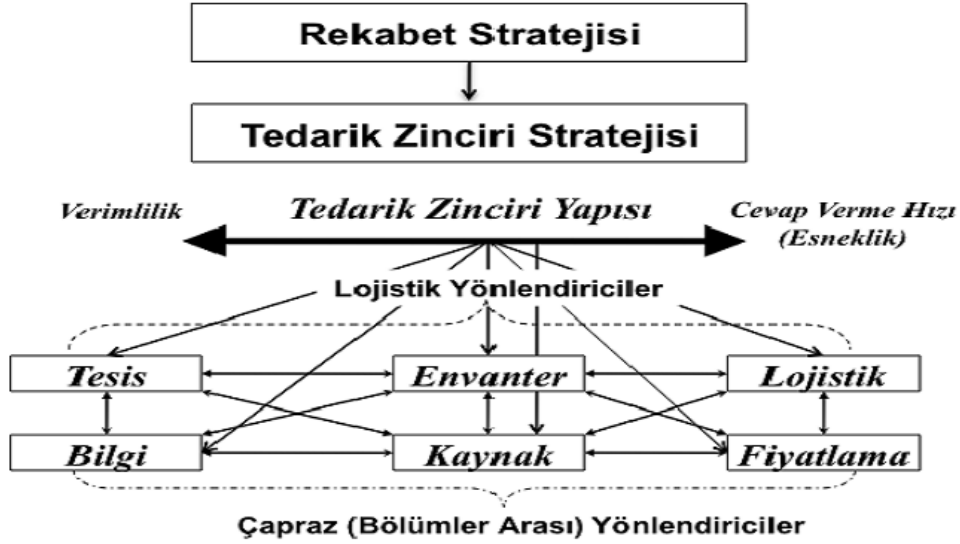 Rekabet Stratejisi
Tedarik Zinciri Stratejisi
Verimlilik
Tedarik Zinciri Yapısı
Cevap Verme Hızı
(Esneklik)
Lojistik Yönlendiriciler
Tesis
Envanter
Lojistik
Bilgi
Kaynak
Fiyatlama
Çapraz (Bölümler Arası) Yönlendiriciler